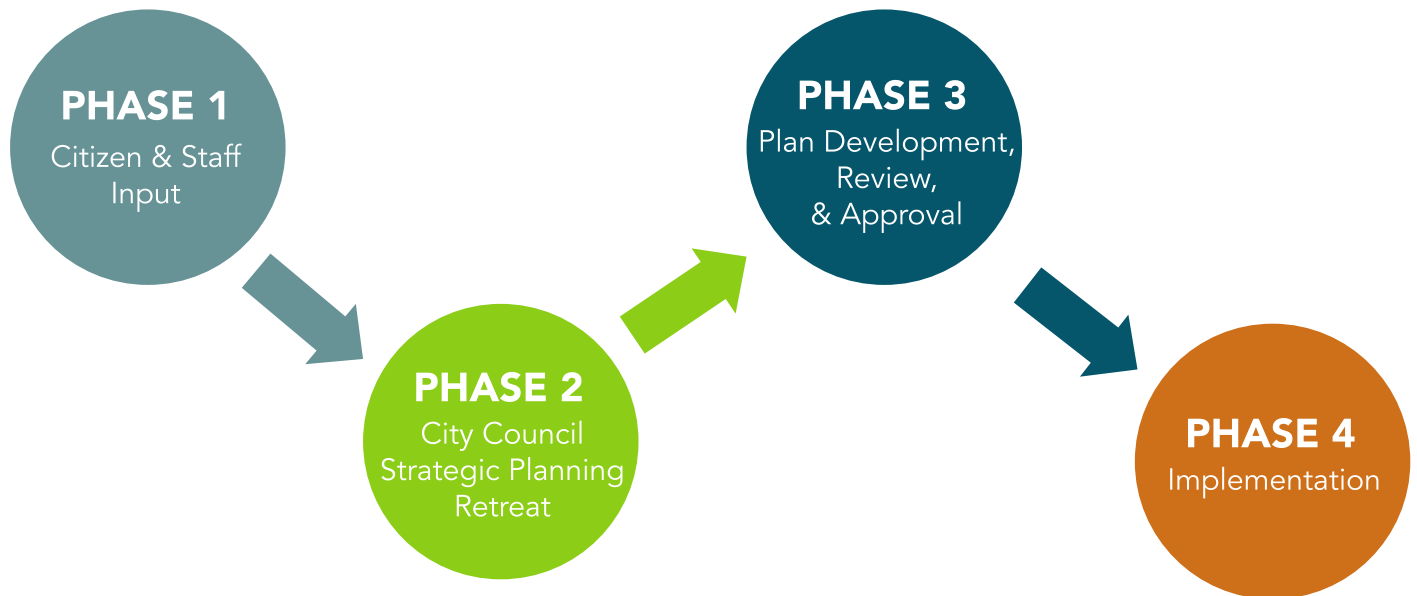 PHASE 1
Citizen & Staff
Input
PHASE 2
City Council
Strategic Planning
Retreat
PHASE 3
Plan Development,
Review,
& Approval
PHASE 4
Implementation